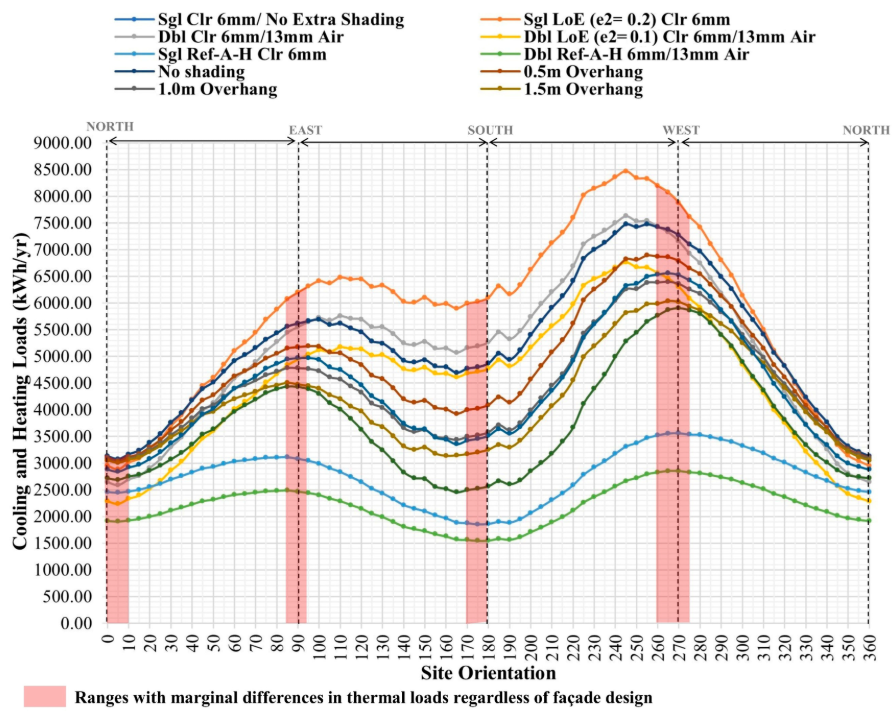 Sgl Clr 6mm/ No Extra Shading
Sgl LoE (e2= 0.2) Clr 6mm
Dbl Clr 6mm/13mm Air
Dbl LoE (e2= 0.1) Clr 6mm/13mm Air
Sgl Ref-A-H Clr 6mm
Dbl Ref-A-H 6mm/13mm Air
No shading
0.5m Overhang
1.0m Overhang
1.5m Overhang
NORTH EAST SOUTH WEST NORTH
Cooling and Heating Loads (kWh/yr)
9000.00
8500.00
8000.00
7500.00
7000.00
6500.00
6000.00
5500.00
5000.00
4500.00
4000.00
3500.00
3000.00
2500.00
2000.00
1500.00
1000.00
500.00
0.00
0 10 20 30 40 50 60 70 80 90 100 110 120 130 140 150 160 170 180 190 200 210 220 230 240 250 260 270 280 290 300 310 320 330 340 350 360
Site Orientation
Ranges with marginal differences in thermal loads regardless of façade design